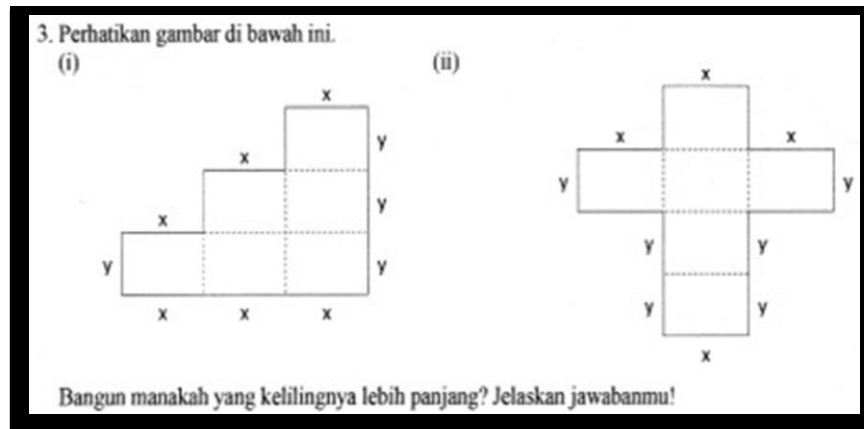 3. Perhatikan gambar di bawah ini.
(i)
(ii)
x
y
x
y
x
y
y
x
x
x
x
x
x
y
y
y
y
y
y
x
Bangun manakah yang kelilingnya lebih panjang? Jelaskan jawabanmu!